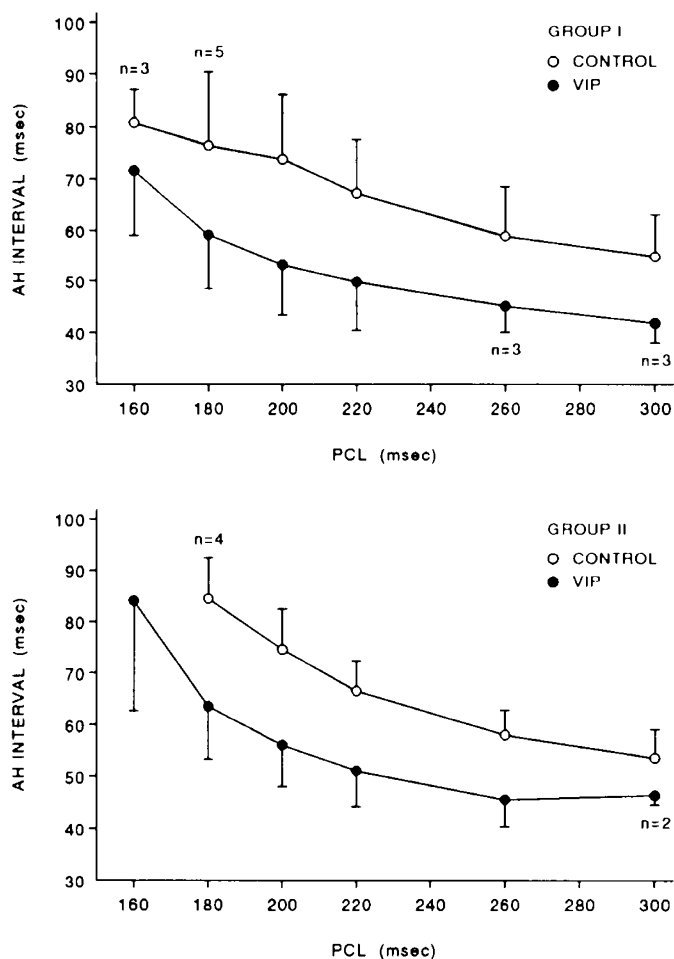 GROUP I
CONTROL
VIP
n=3
n=5
100
90
80
70
60
50
40
30
AH INTERVAL (msec)
n=3
n=3
160 180 200 220 240 260 280 300
PCL (msec)
GROUP II
CONTROL
VIP
n=4
100
90
80
70
60
50
40
30
AH INTERVAL (msec)
n=2
160 180 200 220 240 260 280 300
PCL (msec)